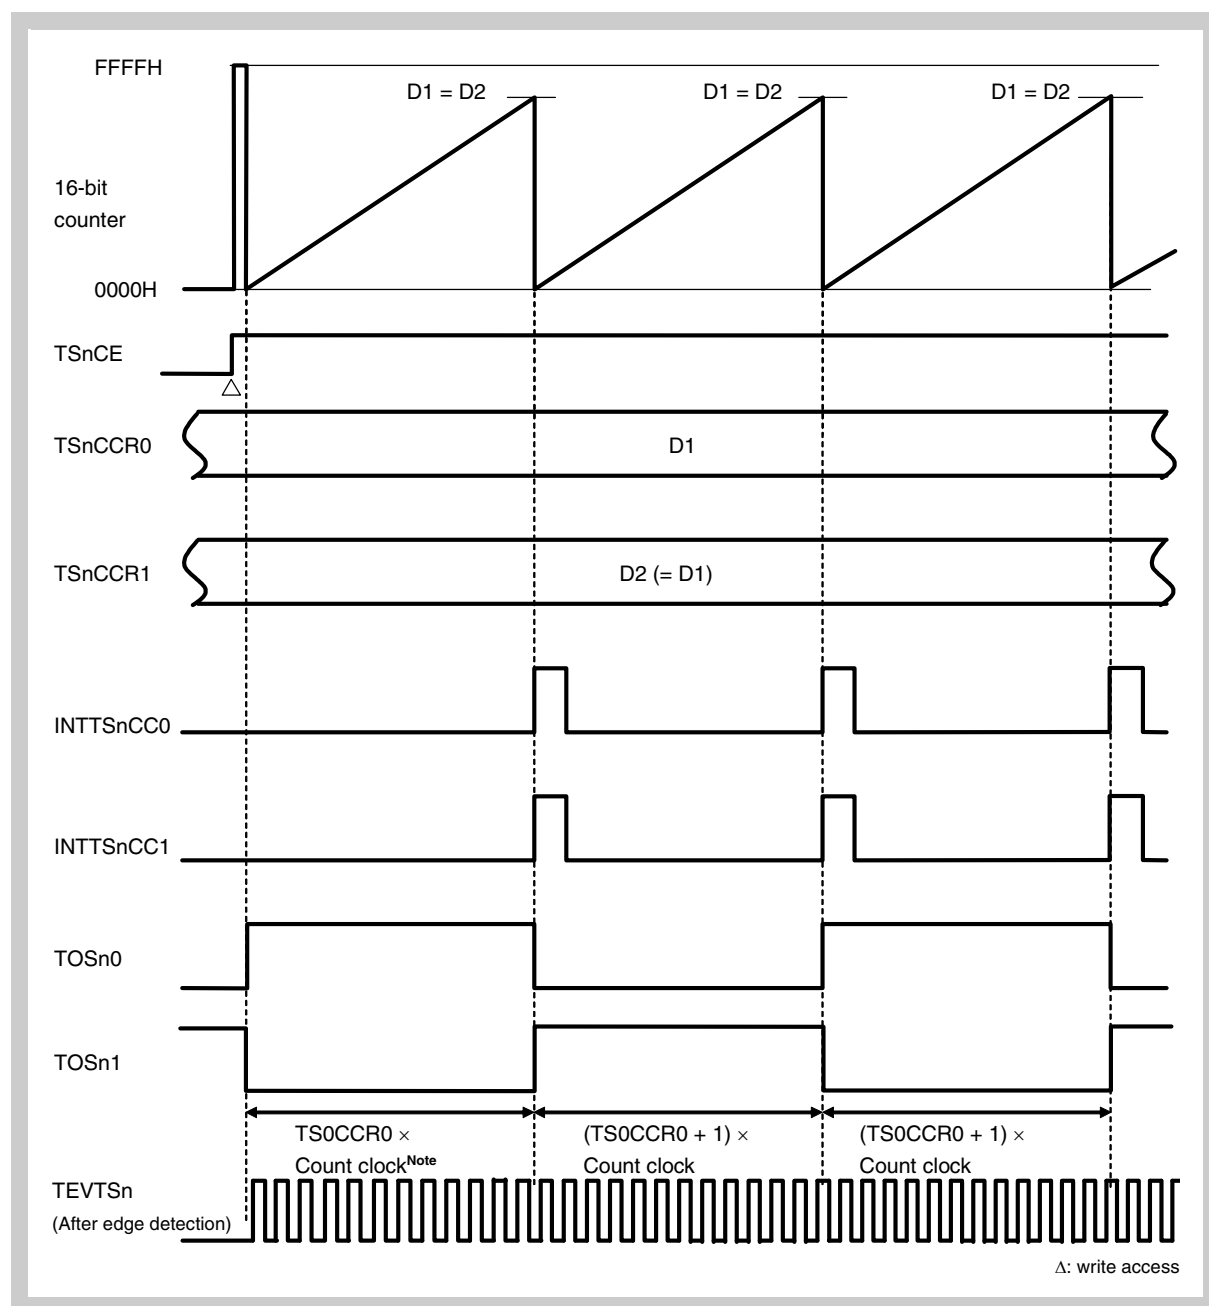 FFFFH
D1 = D2
D1 = D2
D1 = D2
16-bit
counter
0000H
TSnCE
TSnCCR0
D1
TSnCCR1
D2 (= D1)
INTTSnCC0
INTTSnCC1
TOSn0
TOSn1
TS0CCR0 ×
Count clockNote
(TS0CCR0 + 1) ×
Count clock
(TS0CCR0 + 1) ×
Count clock
TEVTSn
(After edge detection)
Δ: write access